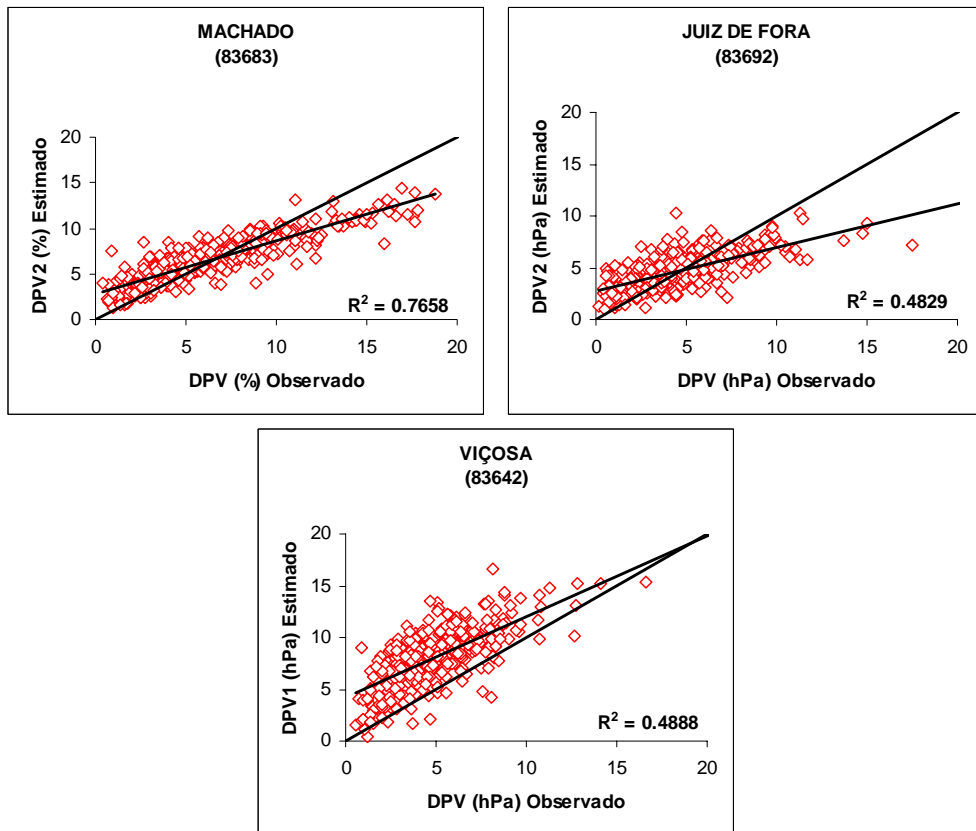 MACHADO
(83683)
DPV2 (%) Estimado
20
15
10
5
0
0 5 10 15 20
R² = 0.7658
DPV (%) Observado
JUIZ DE FORA
(83692)
DPV2 (hPa) Estimado
20
15
10
5
0
0 5 10 15 20
R² = 0.4829
DPV (hPa) Observado
VIÇOSA
(83642)
DPV1 (hPa) Estimado
20
15
10
5
0
0 5 10 15 20
R² = 0.4888
DPV (hPa) Observado